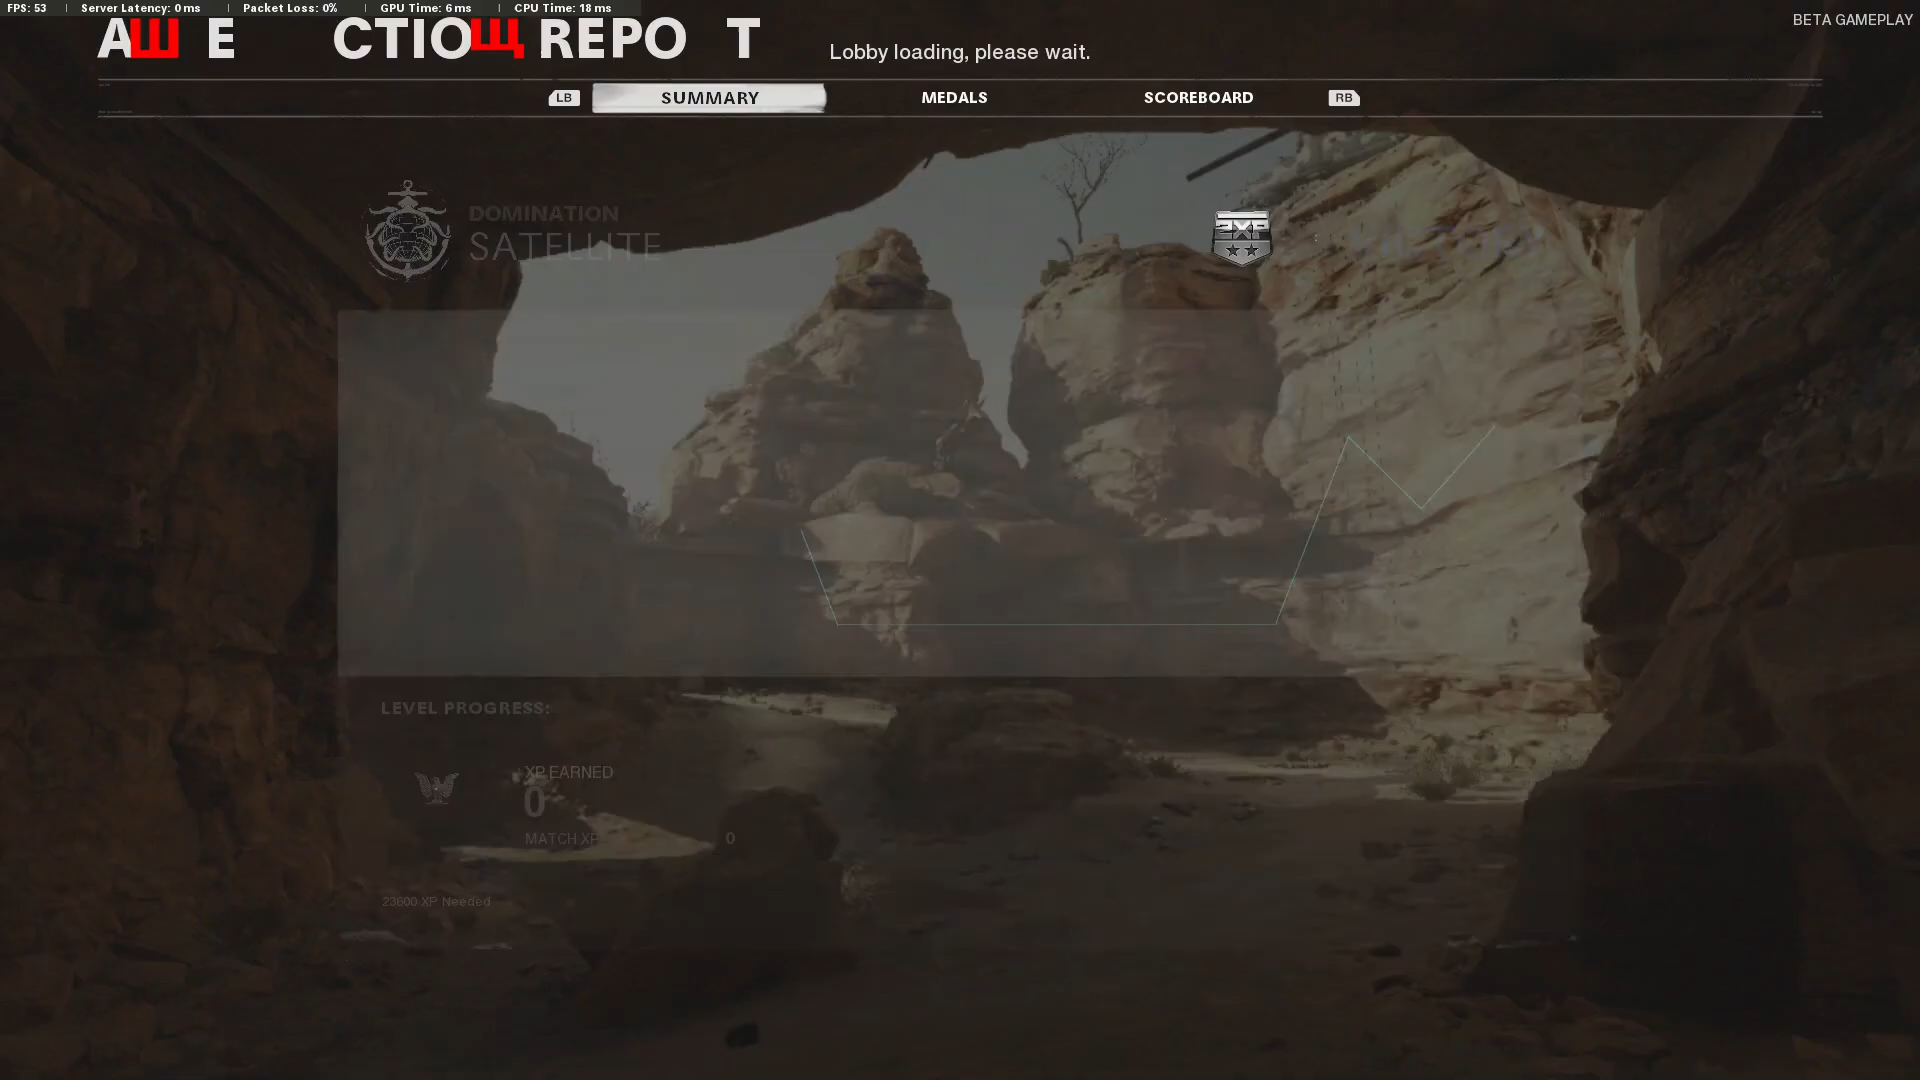 FPS: 53 | Server Latency: 0 ms | Packet Loss: 0% | GPU Time: 6 ms | CPU Time: 18 ms
BETA GAMEPLAY
AШ E CTIOЩ REPO T
Lobby loading, please wait.
LB SUMMARY MEDALS SCOREBOARD RB
DOMINATION
SATELLITE
2XP
LEVEL PROGRESS:
XP EARNED
0
MATCH XP 0
23600 XP Needed